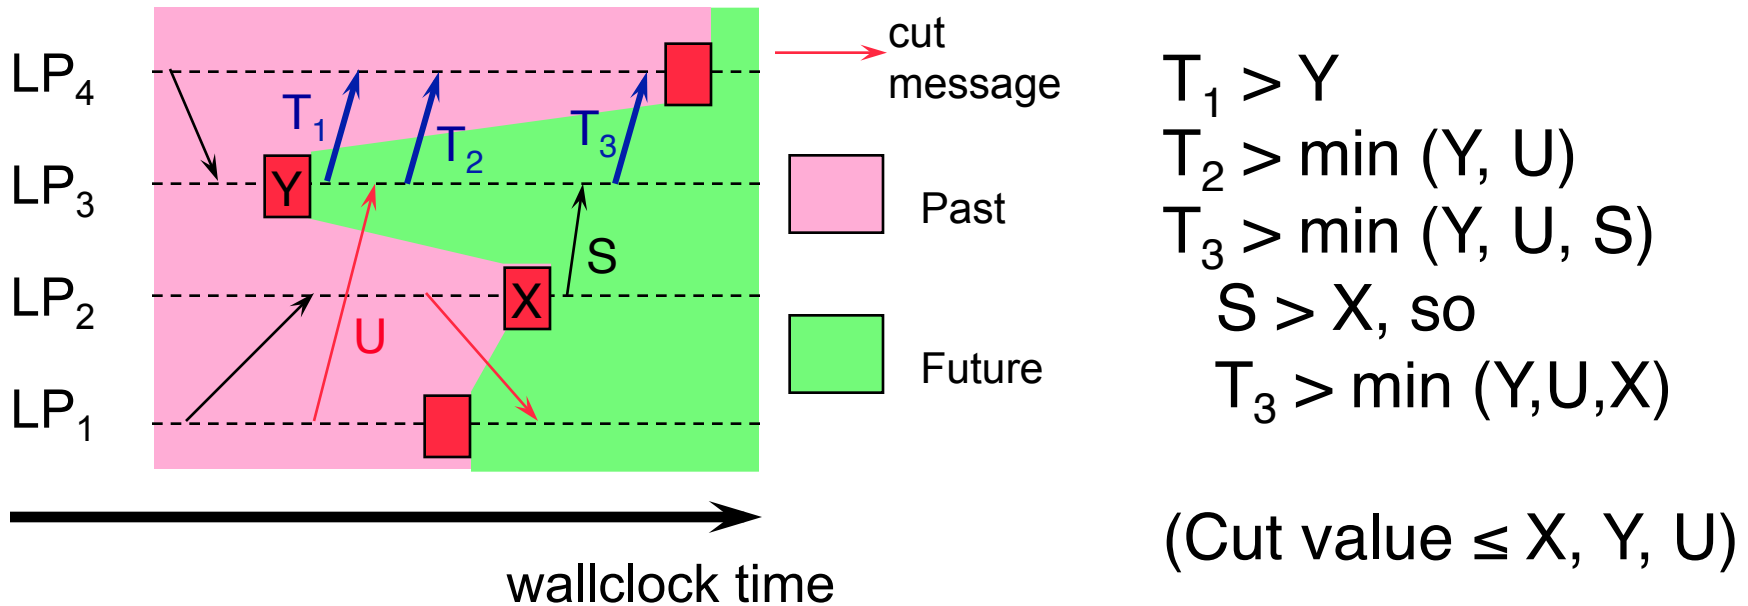 LP4
LP3
LP2
LP1
T1
T2
T3
Y
S
X
U
wallclock time
cut
message
Past
Future
T1 > Y
T2 > min (Y, U)
T3 > min (Y, U, S)
S > X, so
T3 > min (Y,U,X)
(Cut value ≤ X, Y, U)